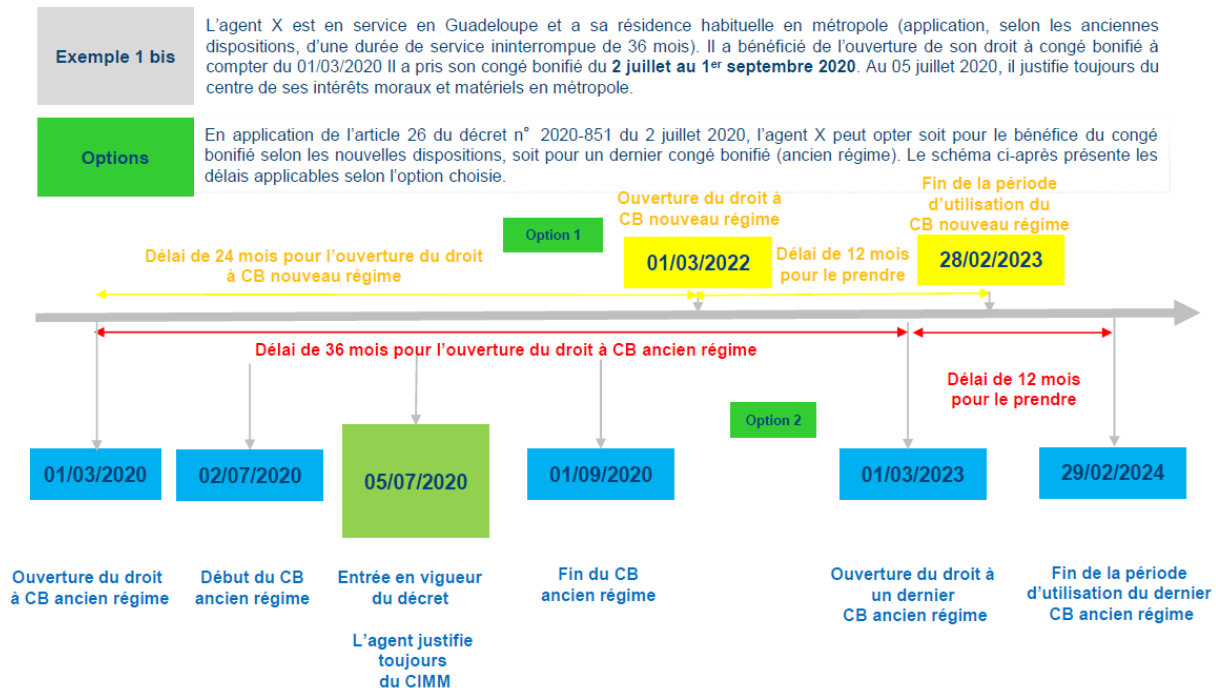 Exemple 1 bis
L'agent X est en service en Guadeloupe et a sa résidence habituelle en métropole (application, selon les anciennes
dispositions, d'une durée de service ininterrompue de 36 mois). Il a bénéficié de l'ouverture de son droit à congé bonifié à
compter du 01/03/2020 Il a pris son congé bonifié du 2 juillet au 1er septembre 2020. Au 05 juillet 2020, il justifie toujours du
centre de ses intérêts moraux et matériels en métropole.
Options
En application de l'article 26 du décret n° 2020-851 du 2 juillet 2020, l'agent X peut opter soit pour le bénéfice du congé
bonifié selon les nouvelles dispositions, soit pour un dernier congé bonifié (ancien régime). Le schéma ci-après présente les
délais applicables selon l'option choisie.
Option 1
Ouverture du droit à
CB nouveau régime
Fin de la période
d'utilisation du
CB nouveau régime
Délai de 24 mois pour l'ouverture du droit
à CB nouveau régime
01/03/2022
Délai de 12 mois
pour le prendre
28/02/2023
Délai de 36 mois pour l'ouverture du droit à CB ancien régime
Délai de 12 mois
pour le prendre
Option 2
01/03/2020
02/07/2020
05/07/2020
01/09/2020
01/03/2023
29/02/2024
Ouverture du droit
à CB ancien régime
Début du CB
ancien régime
Entrée en vigueur
du décret
L'agent justifie
toujours
du CIMM
Fin du CB
ancien régime
Ouverture du droit à
un dernier
CB ancien régime
Fin de la période
d'utilisation du dernier
CB ancien régime